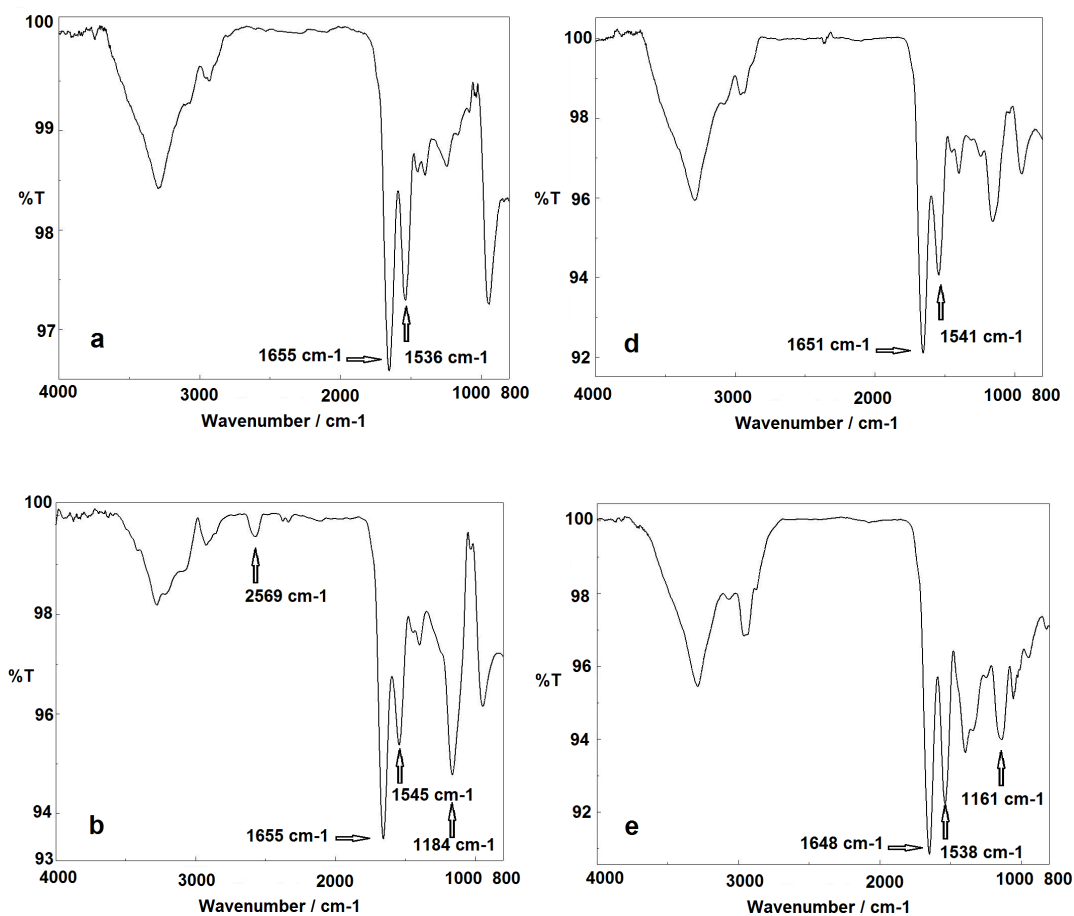 100
99
%T
98
97
a
1655 cm-1
1536 cm-1
4000
3000
2000
1000 800
Wavenumber / cm-1
100
98
%T
96
94
92
d
1651 cm-1
1541 cm-1
4000
3000
2000
1000 800
Wavenumber / cm-1
100
98
%T
96
94
93
b
2569 cm-1
1545 cm-1
1655 cm-1
1184 cm-1
4000
3000
2000
1000 800
Wavenumber / cm-1
100
98
96
%T
94
92
e
1161 cm-1
1648 cm-1
1538 cm-1
4000
3000
2000
1000 800
Wavenumber / cm-1